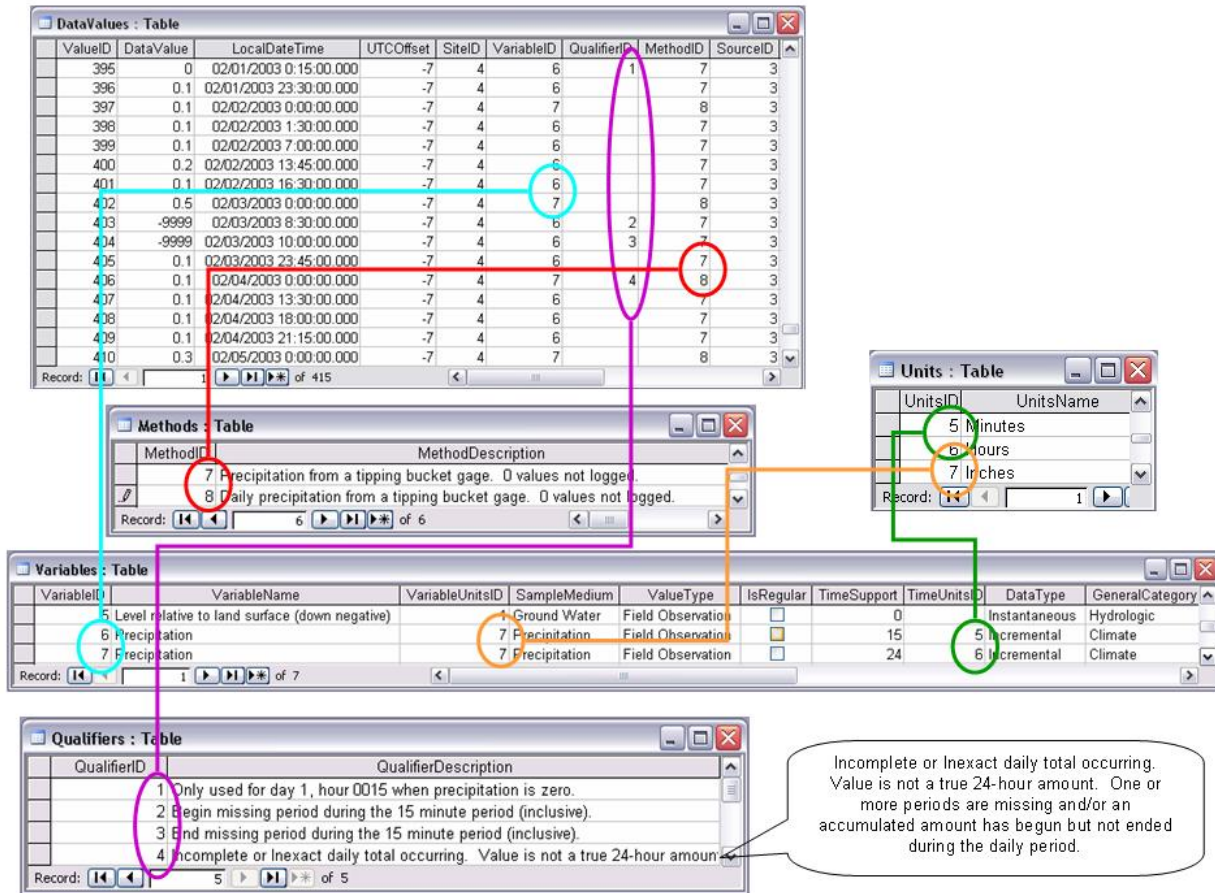 DataValues : Table
ValueID DataValue LocalDateTime UTCOffset SiteID VariableID QualifierID MethodID SourceID
395 0 02/01/2003 0:15:00.000 -7 4 6 1 7 3
396 0.1 02/01/2003 23:30:00.000 -7 4 6 7 3
397 0.1 02/02/2003 0:00:00.000 -7 4 7 8 3
398 0.1 02/02/2003 1:30:00.000 -7 4 6 7 3
399 0.1 02/02/2003 7:00:00.000 -7 4 6 7 3
400 0.2 02/02/2003 13:45:00.000 -7 4 6 7 3
401 0.1 02/02/2003 16:30:00.000 -7 4 6 7 3
402 0.5 02/03/2003 0:00:00.000 -7 4 7 8 3
403 -9999 02/03/2003 8:30:00.000 -7 4 6 2 7 3
404 -9999 02/03/2003 10:00:00.000 -7 4 6 3 7 3
405 0.1 02/03/2003 23:45:00.000 -7 4 6 7 3
406 0.1 02/04/2003 0:00:00.000 -7 4 7 4 8 3
407 0.1 02/04/2003 13:30:00.000 -7 4 6 7 3
408 0.1 02/04/2003 18:00:00.000 -7 4 6 7 3
409 0.1 02/04/2003 21:15:00.000 -7 4 6 7 3
410 0.3 02/05/2003 0:00:00.000 -7 4 7 8 3
Record: 1 of 415
Units : Table
UnitsID UnitsName
5 Minutes
6 Hours
7 Inches
Record: 1
Methods : Table
MethodID MethodDescription
7 Precipitation from a tipping bucket gage. 0 values not logged.
8 Daily precipitation from a tipping bucket gage. 0 values not logged.
Record: 6 of 6
Variables : Table
VariableID VariableName VariableUnitsID SampleMedium ValueType IsRegular TimeSupport TimeUnitsID DataType GeneralCategory
5 Level relative to land surface (down negative) Ground Water Field Observation 0 Instantaneous Hydrologic
6 Precipitation 7 Precipitation Field Observation 15 5 Incremental Climate
7 Precipitation 7 Precipitation Field Observation 24 6 Incremental Climate
Record: 1 of 7
Qualifiers : Table
QualifierID QualifierDescription
1 Only used for day 1, hour 0015 when precipitation is zero.
2 Begin missing period during the 15 minute period (inclusive).
3 End missing period during the 15 minute period (inclusive).
4 Incomplete or Inexact daily total occurring. Value is not a true 24-hour amoun
Record: 5 of 5
Incomplete or Inexact daily total occurring.
Value is not a true 24-hour amount. One or
more periods are missing and/or an
accumulated amount has begun but not ended
during the daily period.